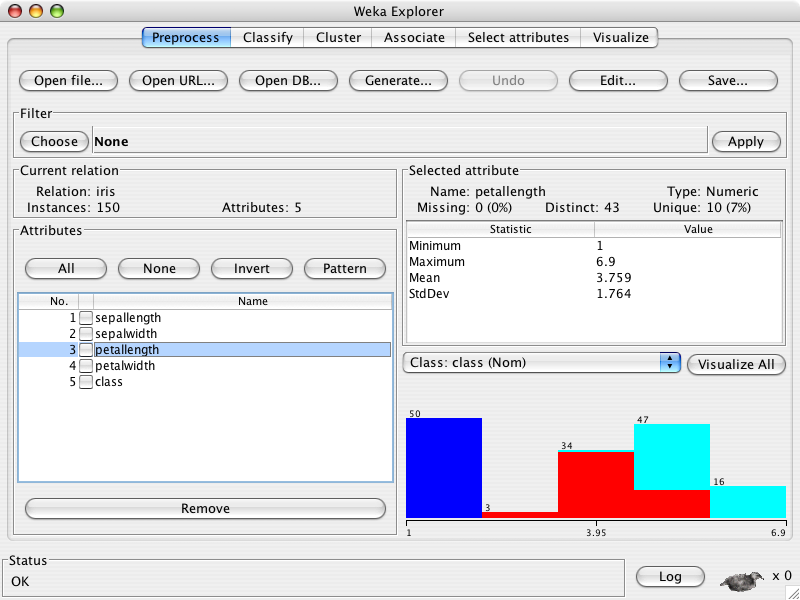 Weka Explorer
Preprocess Classify Cluster Associate Select attributes Visualize
Open file... Open URL... Open DB... Generate... Undo Edit... Save...
Filter
Choose None Apply
Current relation
Relation: iris
Instances: 150 Attributes: 5
Attributes
All None Invert Pattern
No. Name
1 sepallength
2 sepalwidth
3 petallength
4 petalwidth
5 class
Remove
Selected attribute
Name: petallength Type: Numeric
Missing: 0 (0%) Distinct: 43 Unique: 10 (7%)
Statistic Value
Minimum 1
Maximum 6.9
Mean 3.759
StdDev 1.764
Class: class (Nom) Visualize All
50
3
34
47
16
1 3.95 6.9
Status
OK
Log x 0